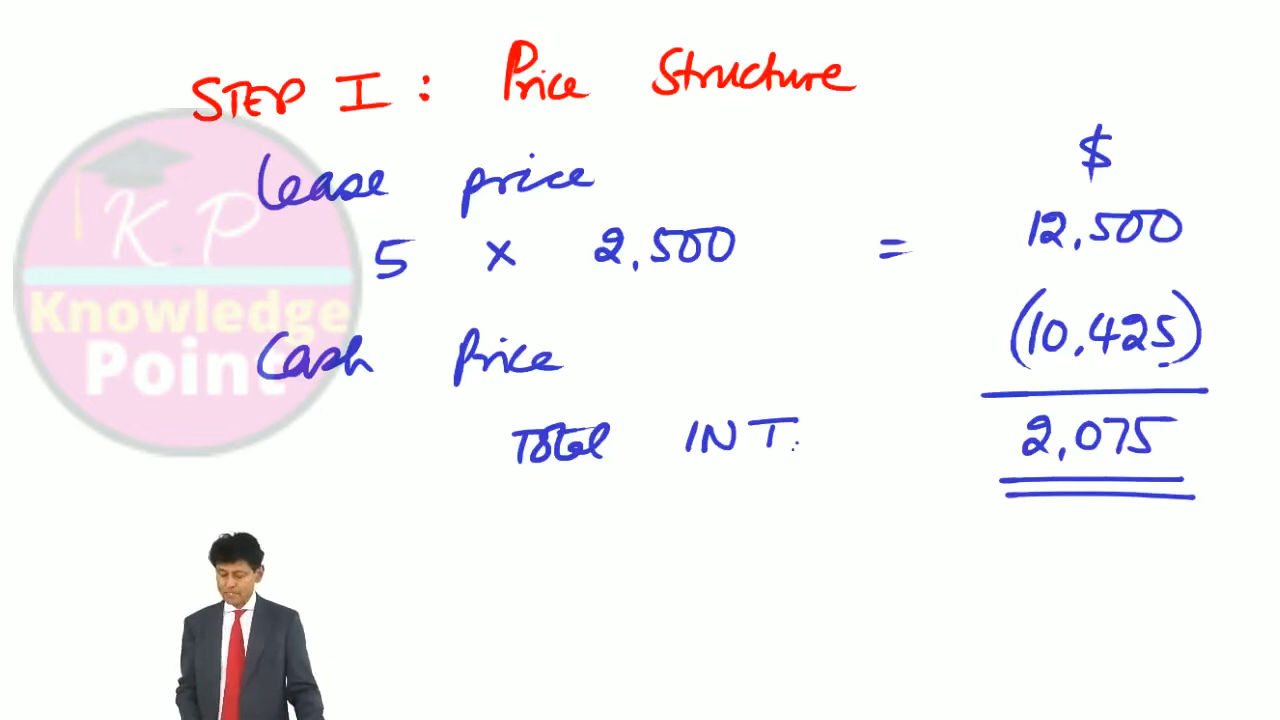 STEP I : Price Structure
$
Lease price
5 x 2,500 = 12,500
Cash Price (10,425)
Total INT. 2,075
K.P
Knowledge
Point